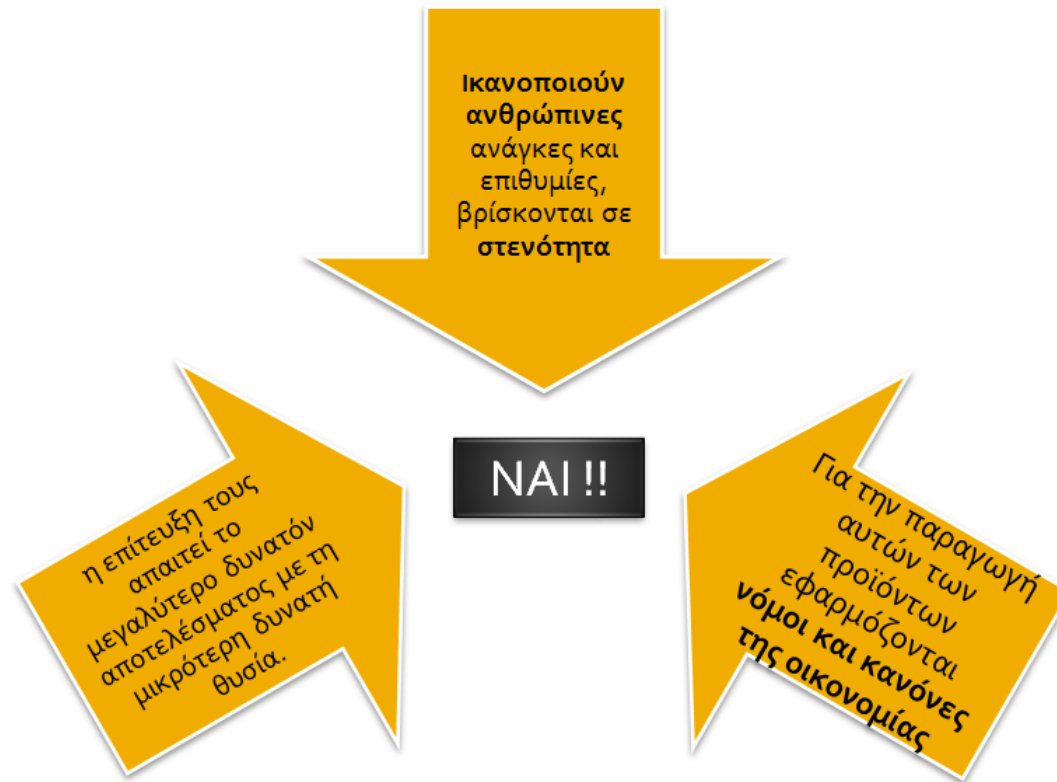 Ικανοποιούν
ανθρώπινες
ανάγκες και
επιθυμίες,
βρίσκονται σε
στενότητα
ΝΑΙ !!
η επίτευξη τους
απαιτεί το
μεγαλύτερο δυνατόν
αποτελέσματος με τη
μικρότερη δυνατή
θυσία.
Για την παραγωγή
αυτών των
προϊόντων
εφαρμόζονται
νόμοι και κανόνες
της οικονομίας